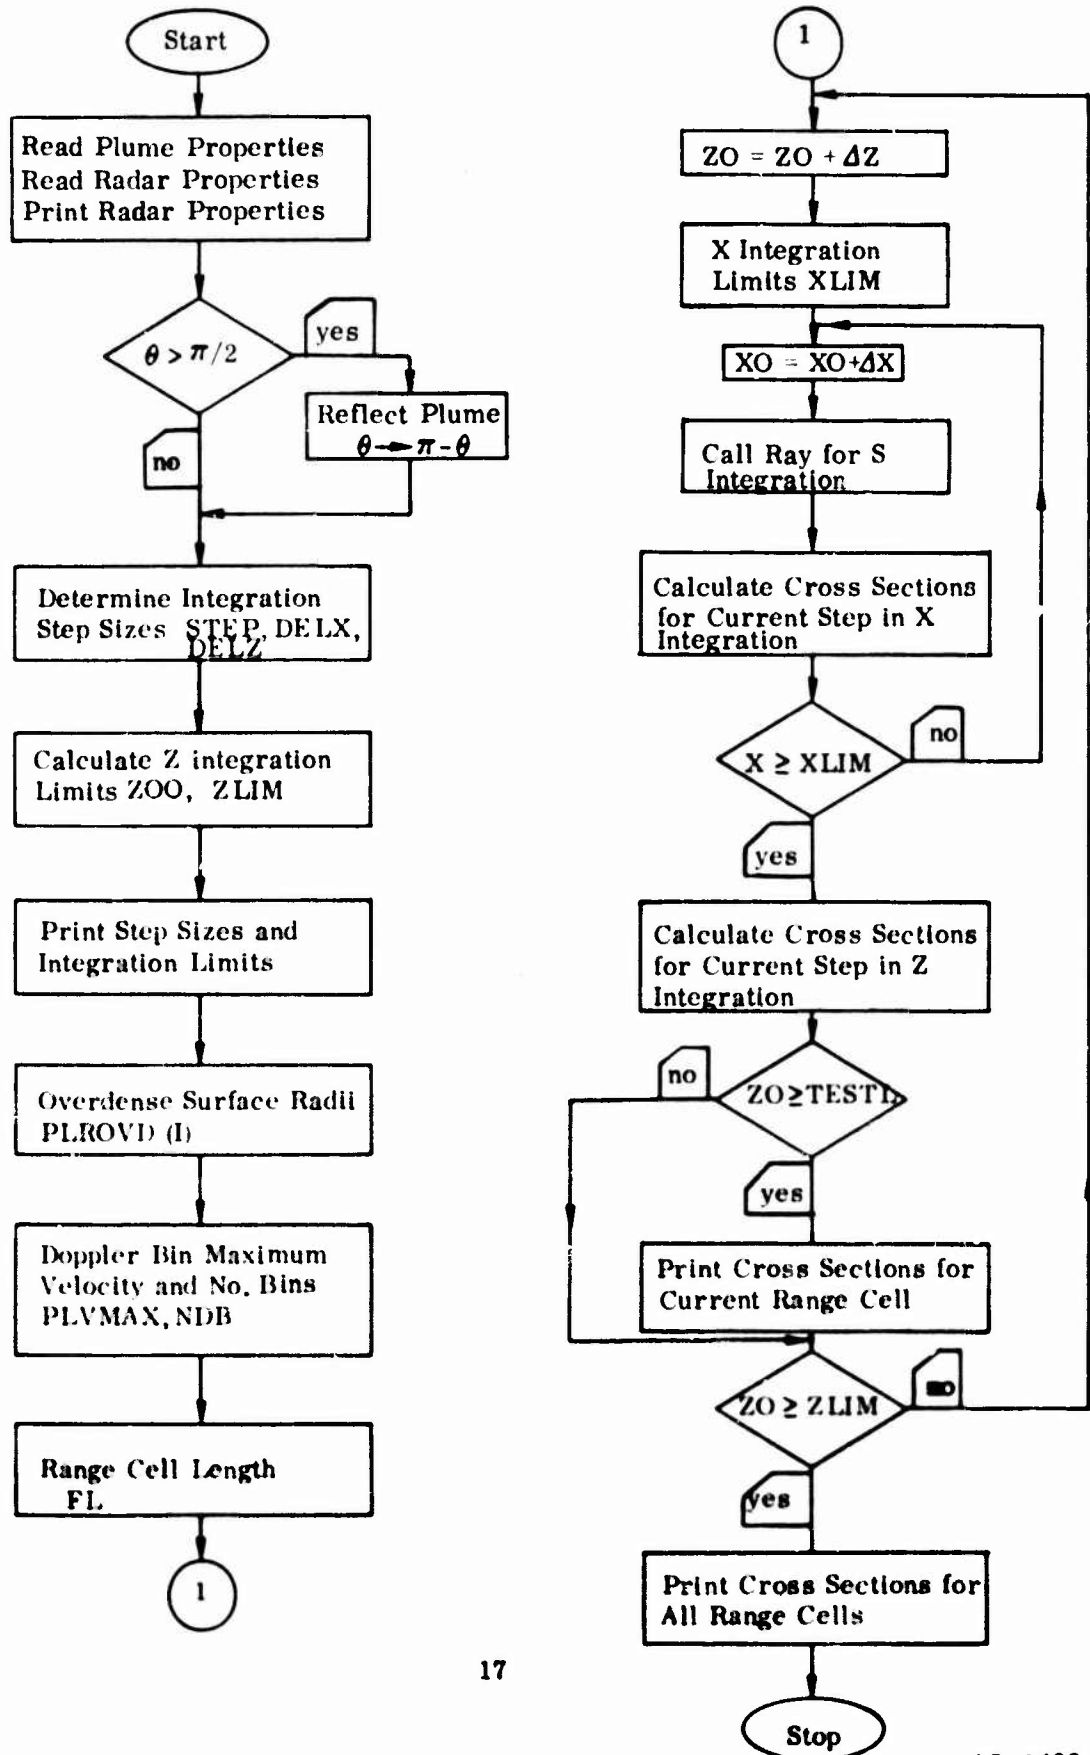 Start
Read Plume Properties
Read Radar Properties
Print Radar Properties
θ > π/2
yes
Reflect Plume
θ → π - θ
no
Determine Integration
Step Sizes STEP, DELX,
DELZ
Calculate Z integration
Limits ZOO, ZLIM
Print Step Sizes and
Integration Limits
Overdense Surface Radii
PLROVD (I)
Doppler Bin Maximum
Velocity and No. Bins
PLVMAX, NDB
Range Cell Length
FL
1
1
ZO = ZO + ΔZ
X Integration
Limits XLIM
XO = XO+ΔX
Call Ray for S
Integration
Calculate Cross Sections
for Current Step in X
Integration
X ≥ XLIM
no
yes
Calculate Cross Sections
for Current Step in Z
Integration
ZO ≥ TESTL
no
yes
Print Cross Sections for
Current Range Cell
ZO ≥ ZLIM
no
yes
Print Cross Sections for
All Range Cells
Stop
17